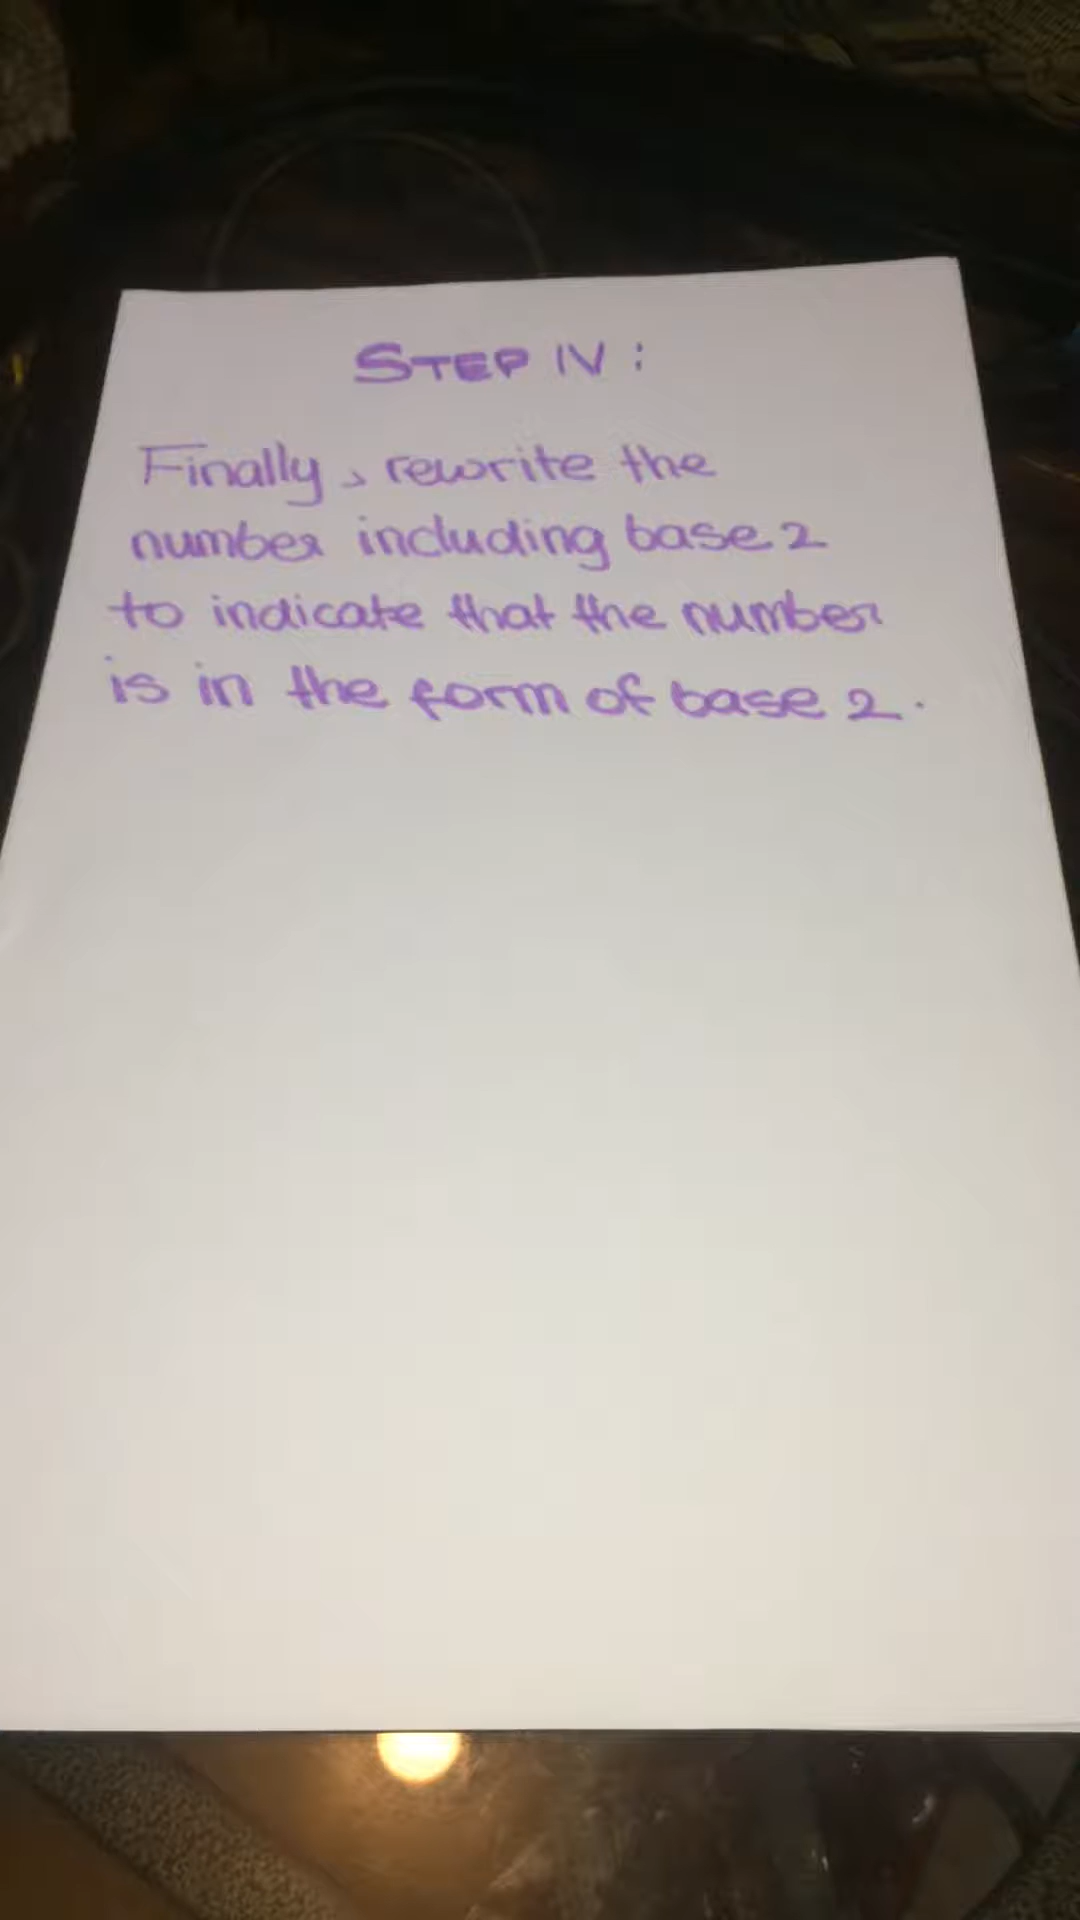 STEP IV :
Finally, rewrite the
number including base 2
to indicate that the number
is in the form of base 2.